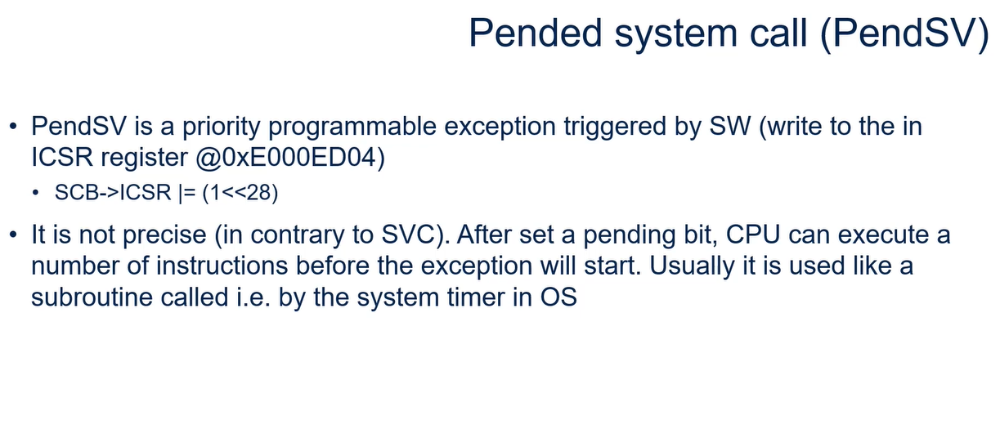 Pended system call (PendSV)
• PendSV is a priority programmable exception triggered by SW (write to the in
ICSR register @0xE000ED04)
• SCB->ICSR |= (1<<28)
• It is not precise (in contrary to SVC). After set a pending bit, CPU can execute a
number of instructions before the exception will start. Usually it is used like a
subroutine called i.e. by the system timer in OS